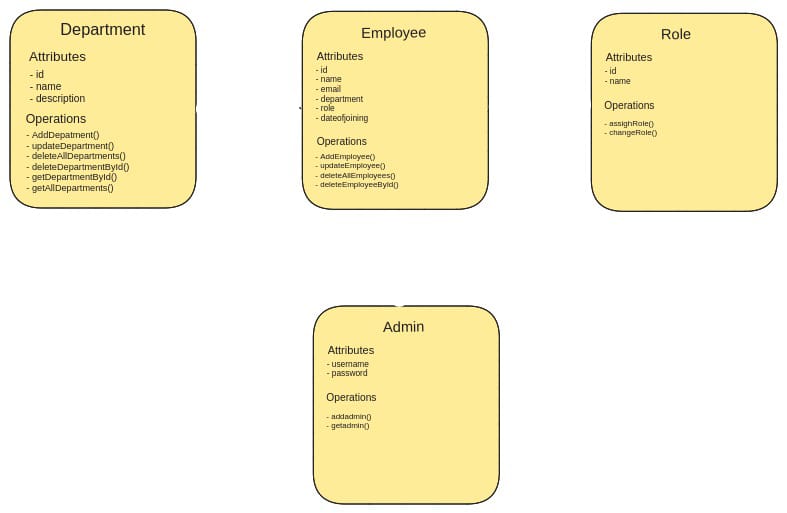 Department
Attributes
- id
- name
- description
Operations
- AddDepatment()
- updateDepartment()
- deleteAllDepartments()
- deleteDepartmentById()
- getDepartmentById()
- getAllDepartments()
Employee
Attributes
- id
- name
- email
- department
- role
- dateofjoining
Operations
- AddEmployee()
- updateEmployee()
- deleteAllEmployees()
- deleteEmployeeById()
Role
Attributes
- id
- name
Operations
- assighRole()
- changeRole()
Admin
Attributes
- username
- password
Operations
- addadmin()
- getadmin()